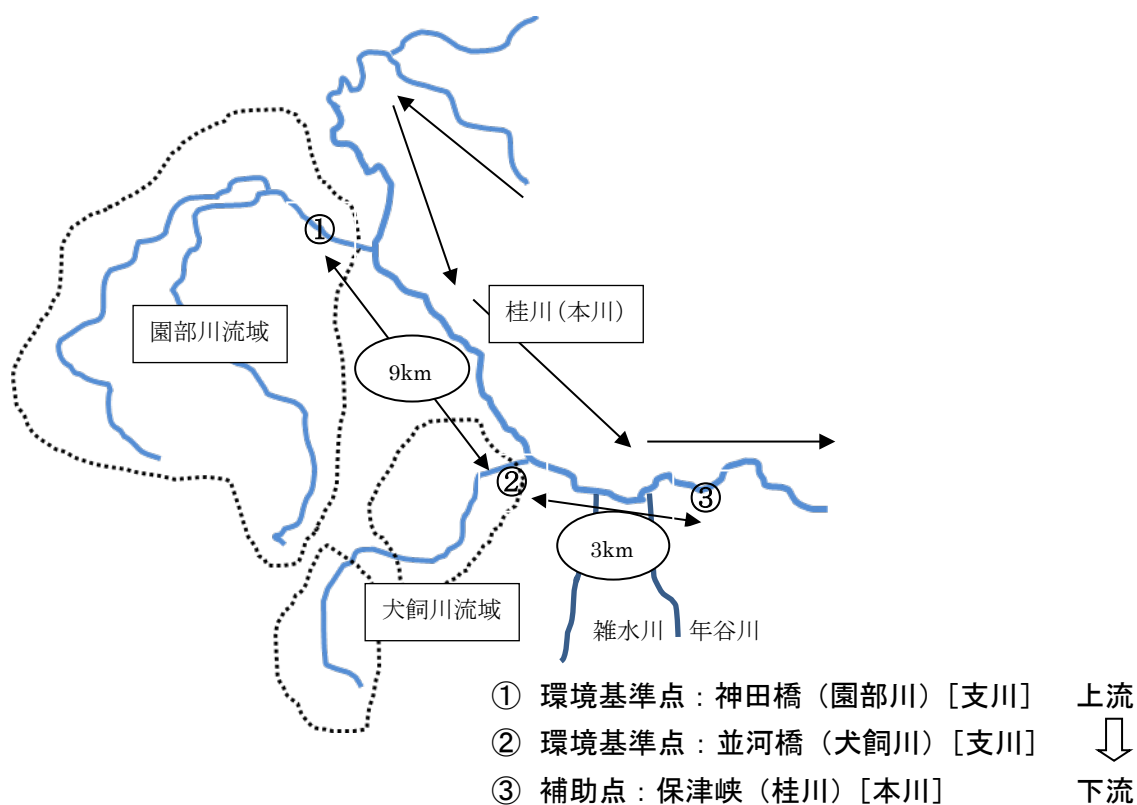 ①
桂川(本川)
園部川流域
9km
②
③
3km
犬飼川流域
雑水川
年谷川
① 環境基準点:神田橋(園部川)[支川] 上流
② 環境基準点:並河橋(犬飼川)[支川]
③ 補助点:保津峡(桂川)[本川] 下流